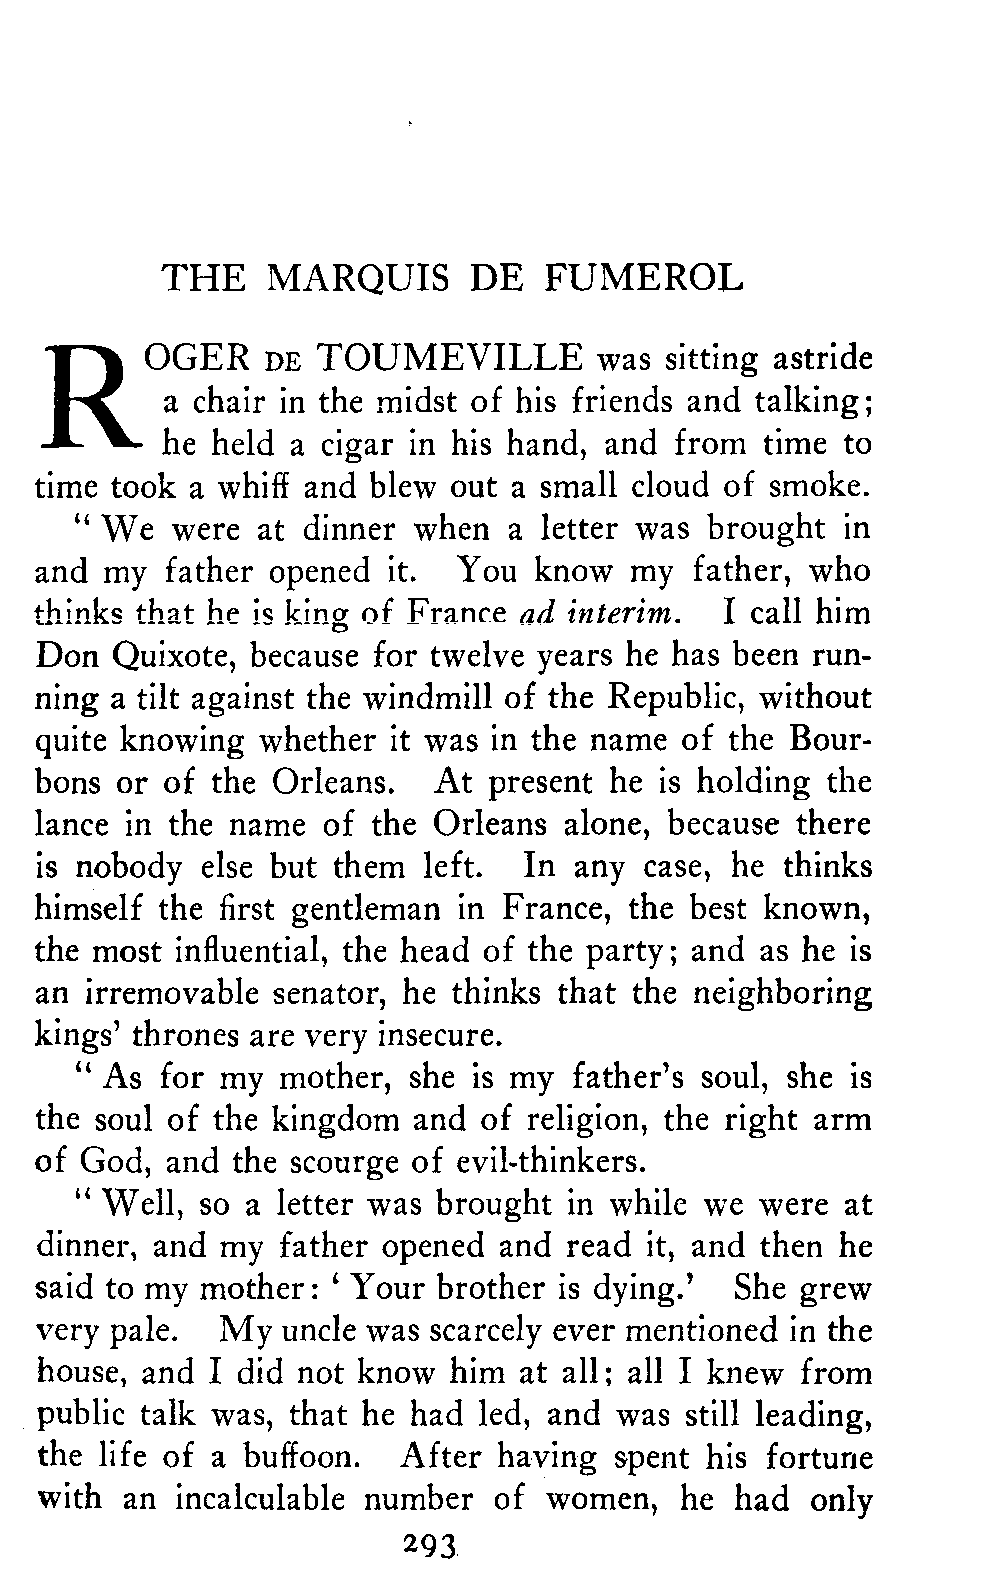 THE MARQUIS DE FUMEROL
ROGER DE TOUMEVILLE was sitting astride
a chair in the midst of his friends and talking;
he held a cigar in his hand, and from time to
time took a whiff and blew out a small cloud of smoke.
“ We were at dinner when a letter was brought in
and my father opened it. You know my father, who
thinks that he is king of France ad interim. I call him
Don Quixote, because for twelve years he has been run-
ning a tilt against the windmill of the Republic, without
quite knowing whether it was in the name of the Bour-
bons or of the Orleans. At present he is holding the
lance in the name of the Orleans alone, because there
is nobody else but them left. In any case, he thinks
himself the first gentleman in France, the best known,
the most influential, the head of the party; and as he is
an irremovable senator, he thinks that the neighboring
kings’ thrones are very insecure.
“ As for my mother, she is my father’s soul, she is
the soul of the kingdom and of religion, the right arm
of God, and the scourge of evil-thinkers.
“ Well, so a letter was brought in while we were at
dinner, and my father opened and read it, and then he
said to my mother: ‘ Your brother is dying.’ She grew
very pale. My uncle was scarcely ever mentioned in the
house, and I did not know him at all; all I knew from
public talk was, that he had led, and was still leading,
the life of a buffoon. After having spent his fortune
with an incalculable number of women, he had only
293